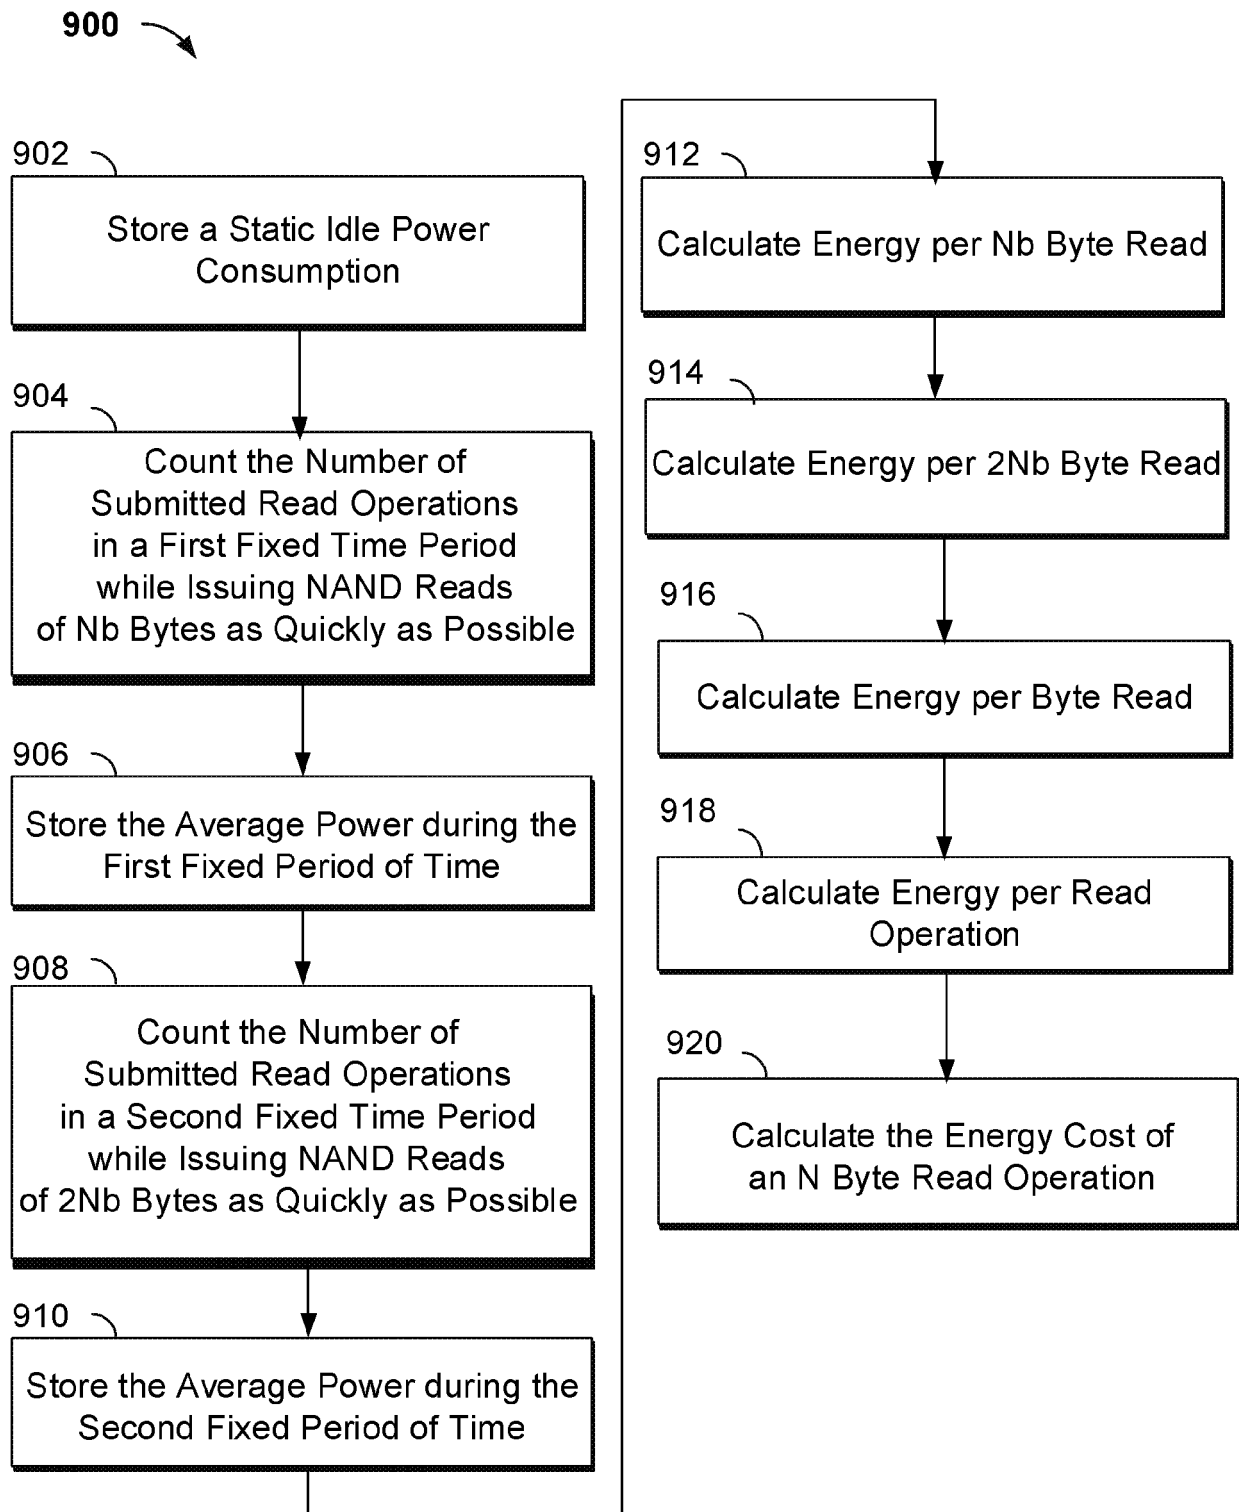 900
902
Store a Static Idle Power
Consumption
904
Count the Number of
Submitted Read Operations
in a First Fixed Time Period
while Issuing NAND Reads
of Nb Bytes as Quickly as Possible
906
Store the Average Power during the
First Fixed Period of Time
908
Count the Number of
Submitted Read Operations
in a Second Fixed Time Period
while Issuing NAND Reads
of 2Nb Bytes as Quickly as Possible
910
Store the Average Power during the
Second Fixed Period of Time
912
Calculate Energy per Nb Byte Read
914
Calculate Energy per 2Nb Byte Read
916
Calculate Energy per Byte Read
918
Calculate Energy per Read
Operation
920
Calculate the Energy Cost of
an N Byte Read Operation